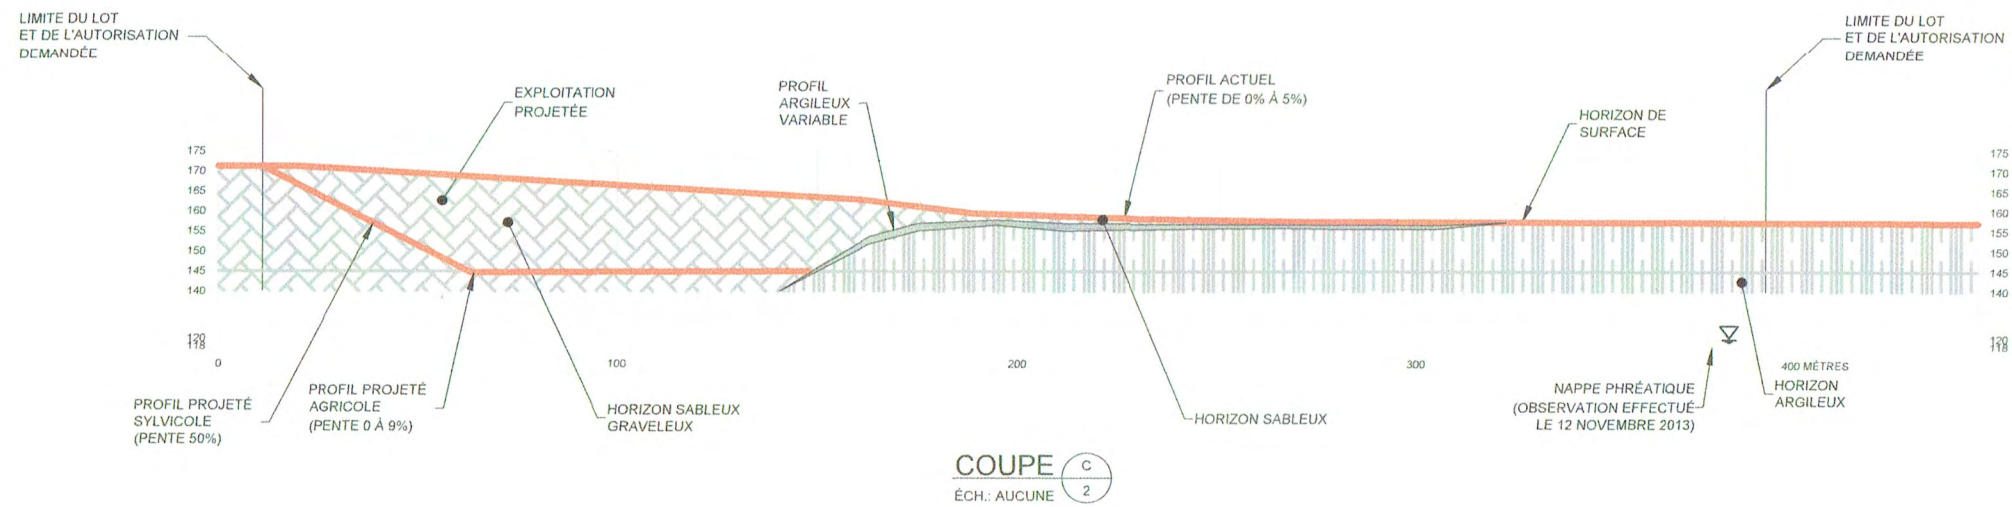 LIMITE DU LOT
ET DE L'AUTORISATION
DEMANDÉE
LIMITE DU LOT
ET DE L'AUTORISATION
DEMANDÉE
EXPLOITATION
PROJETÉE
PROFIL
ARGILEUX
VARIABLE
PROFIL ACTUEL
(PENTE DE 0% À 5%)
HORIZON DE
SURFACE
175
170
165
160
155
150
145
140
120
118
175
170
165
160
155
150
145
140
120
118
0
100
200
300
400 MÈTRES
PROFIL PROJETÉ
SYLVICOLE
(PENTE 50%)
PROFIL PROJETÉ
AGRICOLE
(PENTE 0 À 9%)
HORIZON SABLEUX
GRAVELEUX
HORIZON SABLEUX
NAPPE PHRÉATIQUE
(OBSERVATION EFFECTUÉ
LE 12 NOVEMBRE 2013)
HORIZON
ARGILEUX
COUPE
C
2
ÉCH.: AUCUNE